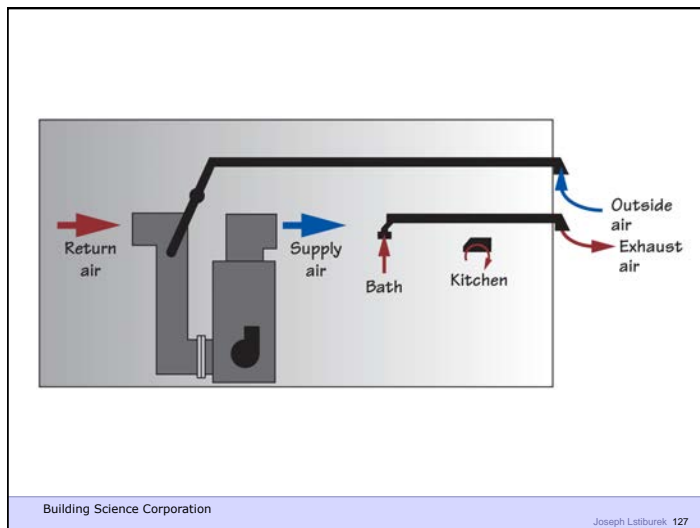 Return
air
Supply
air
Bath
Kitchen
Outside
air
Exhaust
air
Building Science Corporation
Joseph Lstiburek 127